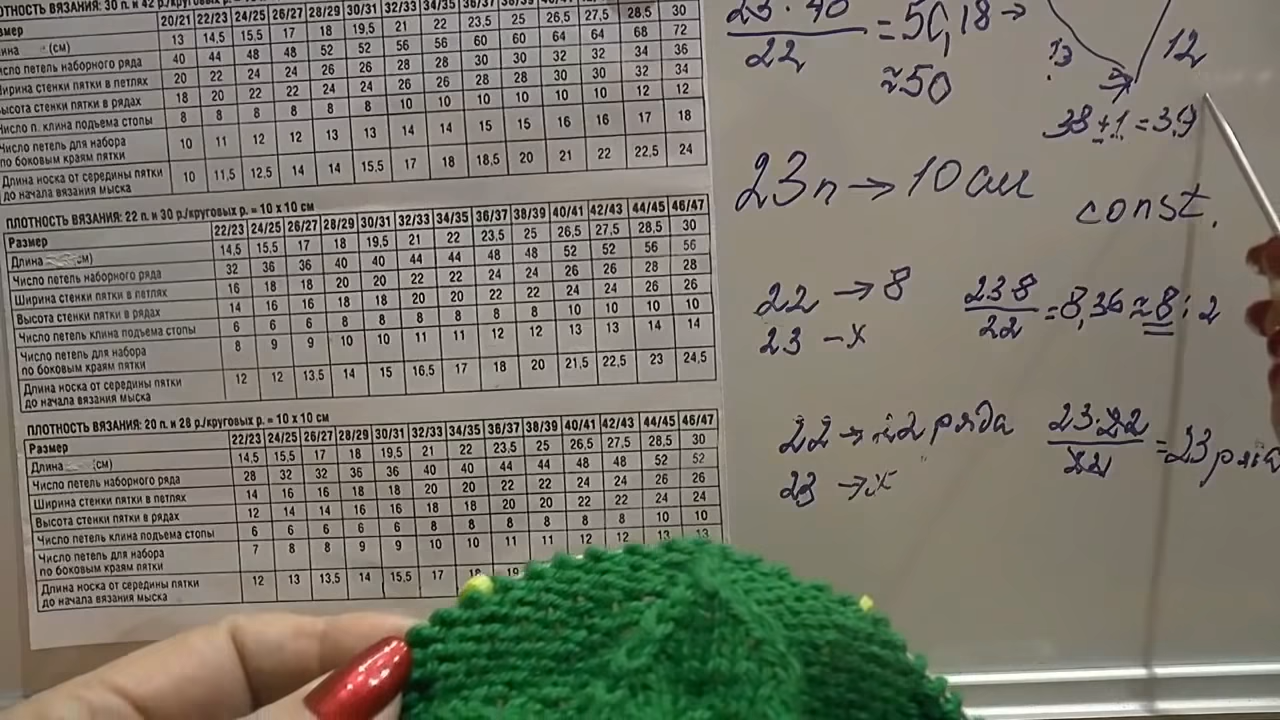 ПЛОТНОСТЬ ВЯЗАНИЯ: 30 п. и 42 р./круговых р. =
20/21 22/23 24/25 26/27 28/29 30/31 32/33 34/35 36/37 38/39 40/41
13 14,5 15,5 17 18 19,5 21 22 23,5 25 26,5 27,5 28,5 30
Число петель наборного ряда 40 44 48 48 52 52 56 56 60 60 64 64 68 72
Ширина стенки пятки в петлях 20 22 24 24 26 26 28 28 30 30 32 32 34 36
Высота стенки пятки в рядах 18 20 22 22 24 24 26 26 28 28 30 30 32 34
Число п. клина подъема стопы 8 8 8 8 8 8 10 10 10 10 10 10 12 12
Число петель для набора по боковым краям пятки 10 11 12 12 13 13 14 14 15 15 16 16 17 18
Длина носка от середины пятки до начала вязания мыска 10 11,5 12,5 14 14 15,5 17 18 18,5 20 21 22 22,5 24
ПЛОТНОСТЬ ВЯЗАНИЯ: 22 п. и 30 р./круговых р. = 10 x 10 см
Размер 22/23 24/25 26/27 28/29 30/31 32/33 34/35 36/37 38/39 40/41 42/43 44/45 46/47
Длина (см) 14,5 15,5 17 18 19,5 21 22 23,5 25 26,5 27,5 28,5 30
Число петель наборного ряда 32 36 36 40 40 44 44 48 48 52 52 56 56
Ширина стенки пятки в петлях 16 18 18 20 20 22 22 24 24 26 26 28 28
Высота стенки пятки в рядах 14 16 16 18 18 20 20 22 22 24 24 26 26
Число петель клина подъема стопы 6 6 6 8 8 8 8 8 8 10 10 10 10
Число петель для набора по боковым краям пятки 8 9 9 10 10 11 11 12 12 13 13 14 14
Длина носка от середины пятки до начала вязания мыска 12 12 13,5 14 15 16,5 17 18 20 21,5 22,5 23 24,5
ПЛОТНОСТЬ ВЯЗАНИЯ: 20 п. и 28 р./круговых р. = 10 x 10 см
Размер 22/23 24/25 26/27 28/29 30/31 32/33 34/35 36/37 38/39 40/41 42/43 44/45 46/47
Длина (см) 14,5 15,5 17 18 19,5 21 22 23,5 25 26,5 27,5 28,5 30
Число петель наборного ряда 28 32 32 36 36 40 40 44 44 48 48 52 52
Ширина стенки пятки в петлях 14 16 16 18 18 20 20 22 22 24 24 26 26
Высота стенки пятки в рядах 12 14 14 16 16 18 18 20 20 22 22 24 24
Число петель клина подъема стопы 6 6 6 6 6 8 8 8 8 8 8 10 10
Число петель для набора по боковым краям пятки 7 8 8 9 9 10 10 11 11 12 12 13 13
Длина носка от середины пятки до начала вязания мыска 12 13 13,5 14 15,5 17 18 19
22 = 50,18 →
≈50
12
38+1=39
23п → 10 см
const.
22 → 8
23 – x
23·8 / 22 = 8,36 ≈ 8 : 2
22 → 22 ряда
23 → x
23·22 / 22 = 23